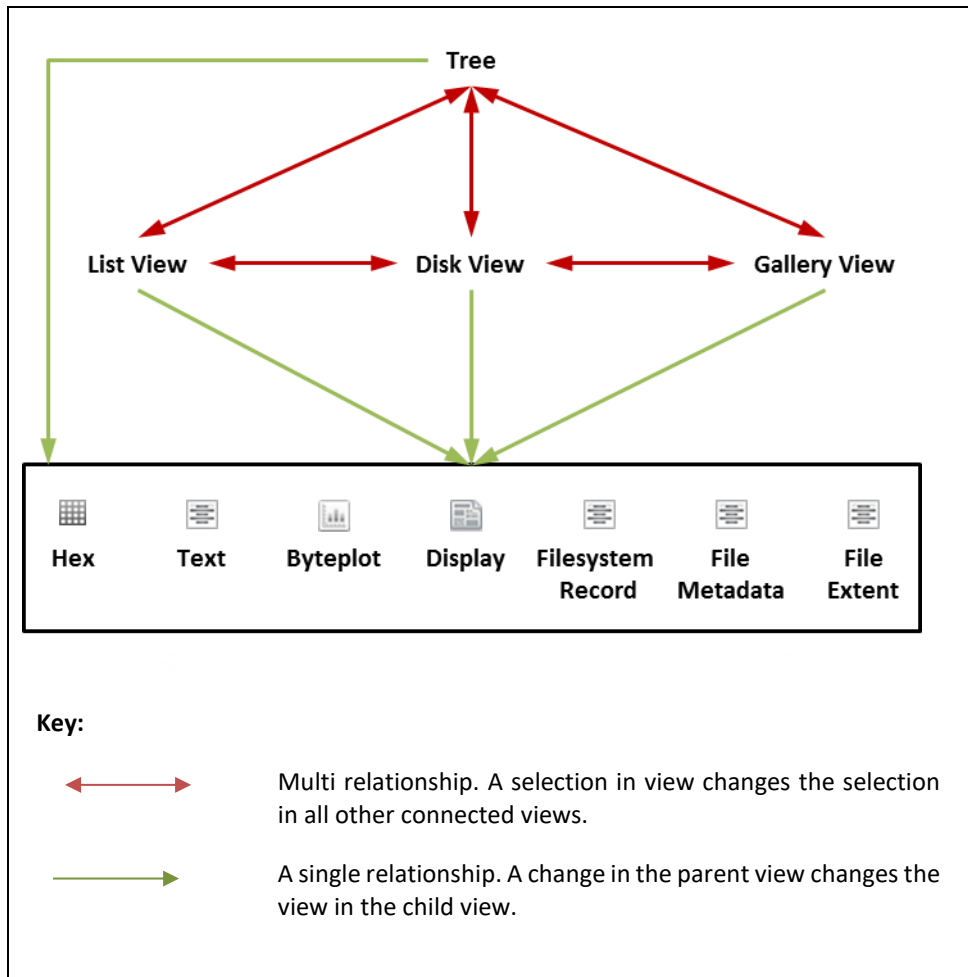 Tree
List View Disk View Gallery View
Hex Text Byteplot Display Filesystem Record File Metadata File Extent
Key:
Multi relationship. A selection in view changes the selection
in all other connected views.
A single relationship. A change in the parent view changes the
view in the child view.